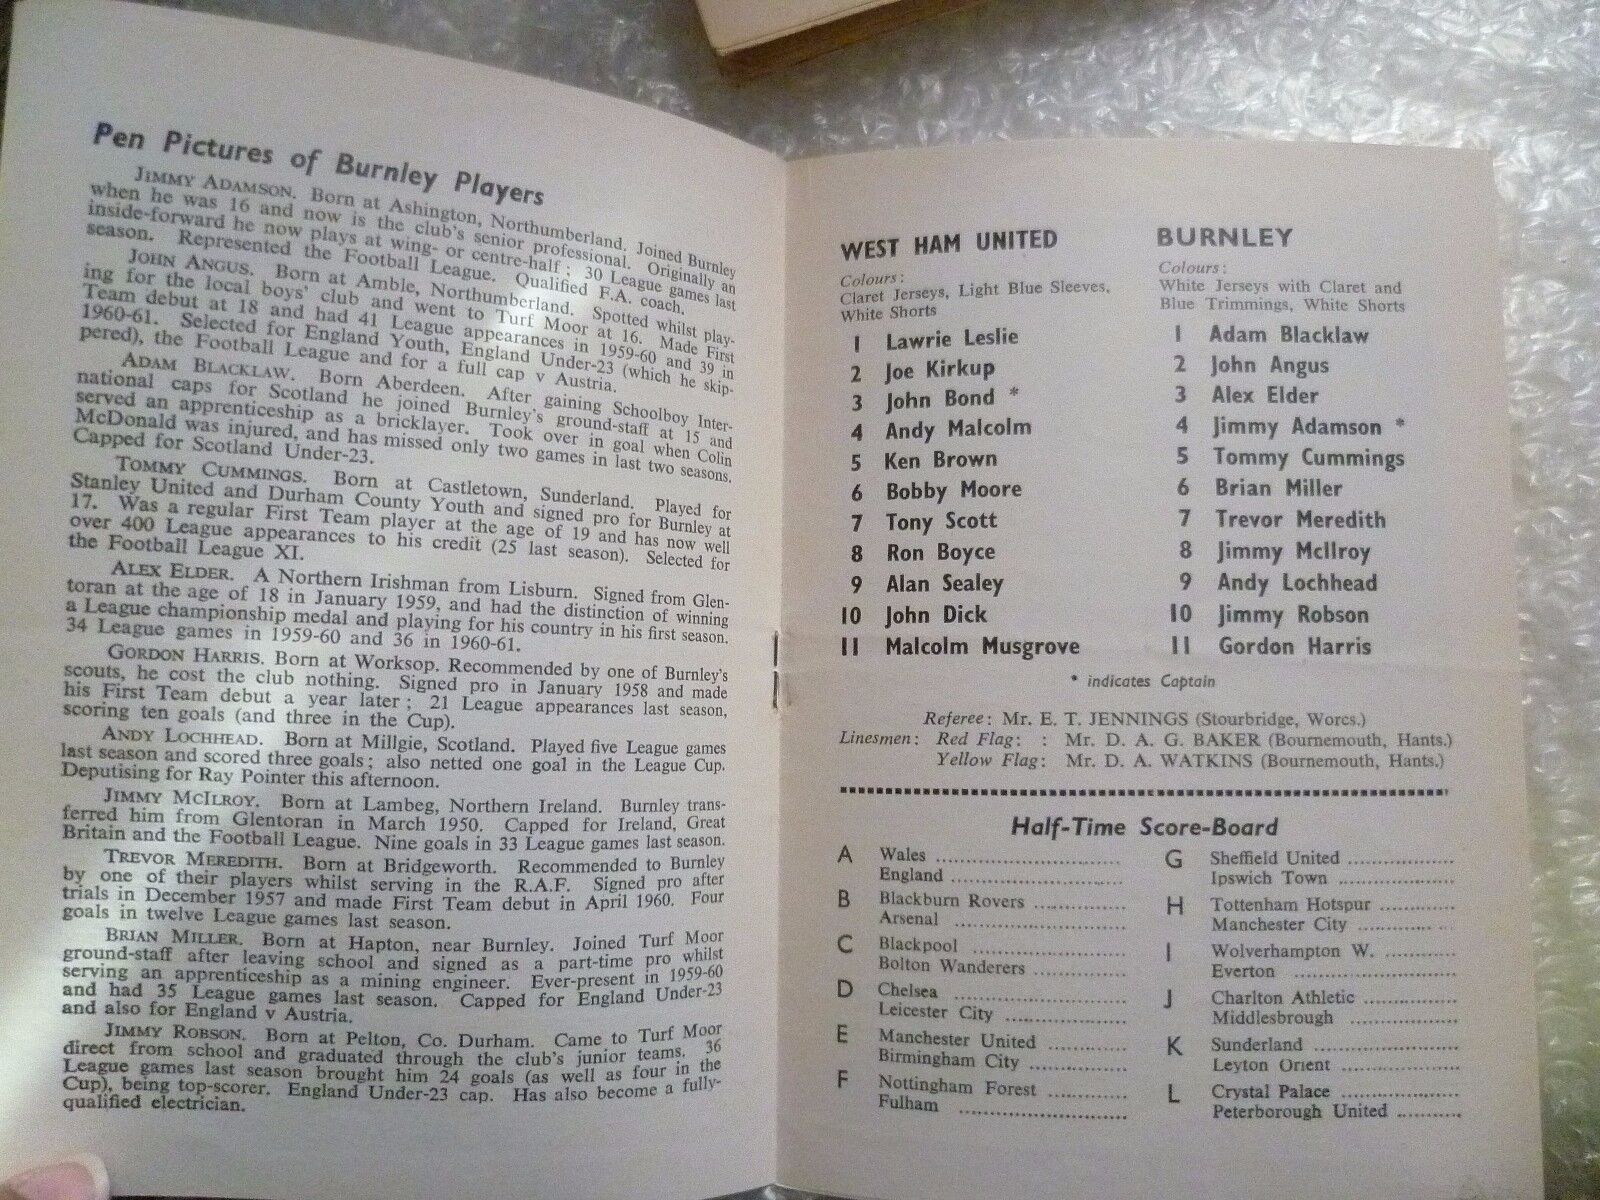 Pen Pictures of Burnley Players
JIMMY ADAMSON. Born at Ashington, Northumberland. Joined Burnley
when he was 16 and now is the club's senior professional. Originally an
inside-forward he now plays at wing- or centre-half; 30 League games last
season. Represented the Football League. Qualified F.A. coach.
JOHN ANGUS. Born at Amble, Northumberland. Spotted whilst play-
ing for the local boys' club and went to Turf Moor at 16. Made First
Team debut at 18 and had 41 League appearances in 1959-60 and 39 in
1960-61. Selected for England Youth, England Under-23 (which he skip-
pered), the Football League and for a full cap v Austria.
ADAM BLACKLAW. Born Aberdeen. After gaining Schoolboy Inter-
national caps for Scotland he joined Burnley's ground-staff at 15 and
served an apprenticeship as a bricklayer. Took over in goal when Colin
McDonald was injured, and has missed only two games in last two seasons.
Capped for Scotland Under-23.
TOMMY CUMMINGS. Born at Castletown, Sunderland. Played for
Stanley United and Durham County Youth and signed pro for Burnley at
17. Was a regular First Team player at the age of 19 and has now well
over 400 League appearances to his credit (25 last season). Selected for
the Football League XI.
ALEX ELDER. A Northern Irishman from Lisburn. Signed from Glen-
toran at the age of 18 in January 1959, and had the distinction of winning
a League championship medal and playing for his country in his first season.
34 League games in 1959-60 and 36 in 1960-61.
GORDON HARRIS. Born at Worksop. Recommended by one of Burnley's
scouts, he cost the club nothing. Signed pro in January 1958 and made
his First Team debut a year later; 21 League appearances last season,
scoring ten goals (and three in the Cup).
ANDY LOCHHEAD. Born at Millgie, Scotland. Played five League games
last season and scored three goals; also netted one goal in the League Cup.
Deputising for Ray Pointer this afternoon.
JIMMY MCILROY. Born at Lambeg, Northern Ireland. Burnley trans-
ferred him from Glentoran in March 1950. Capped for Ireland, Great
Britain and the Football League. Nine goals in 33 League games last season.
TREVOR MEREDITH. Born at Bridgeworth. Recommended to Burnley
by one of their players whilst serving in the R.A.F. Signed pro after
trials in December 1957 and made First Team debut in April 1960. Four
goals in twelve League games last season.
BRIAN MILLER. Born at Hapton, near Burnley. Joined Turf Moor
ground-staff after leaving school and signed as a part-time pro whilst
serving an apprenticeship as a mining engineer. Ever-present in 1959-60
and had 35 League games last season. Capped for England Under-23
and also for England v Austria.
JIMMY ROBSON. Born at Pelton, Co. Durham. Came to Turf Moor
direct from school and graduated through the club's junior teams. 36
League games last season brought him 24 goals (as well as four in the
Cup), being top-scorer. England Under-23 cap. Has also become a fully-
qualified electrician.
WEST HAM UNITED
Colours:
Claret Jerseys, Light Blue Sleeves,
White Shorts
1 Lawrie Leslie
2 Joe Kirkup
3 John Bond *
4 Andy Malcolm
5 Ken Brown
6 Bobby Moore
7 Tony Scott
8 Ron Boyce
9 Alan Sealey
10 John Dick
11 Malcolm Musgrove
BURNLEY
Colours:
White Jerseys with Claret and
Blue Trimmings, White Shorts
1 Adam Blacklaw
2 John Angus
3 Alex Elder
4 Jimmy Adamson *
5 Tommy Cummings
6 Brian Miller
7 Trevor Meredith
8 Jimmy McIlroy
9 Andy Lochhead
10 Jimmy Robson
11 Gordon Harris
* indicates Captain
Referee: Mr. E. T. JENNINGS (Stourbridge, Worcs.)
Linesmen: Red Flag: : Mr. D. A. G. BAKER (Bournemouth, Hants.)
Yellow Flag: Mr. D. A. WATKINS (Bournemouth, Hants.)
Half-Time Score-Board
A Wales
England
B Blackburn Rovers
Arsenal
C Blackpool
Bolton Wanderers
D Chelsea
Leicester City
E Manchester United
Birmingham City
F Nottingham Forest
Fulham
G Sheffield United
Ipswich Town
H Tottenham Hotspur
Manchester City
I Wolverhampton W.
Everton
J Charlton Athletic
Middlesbrough
K Sunderland
Leyton Orient
L Crystal Palace
Peterborough United